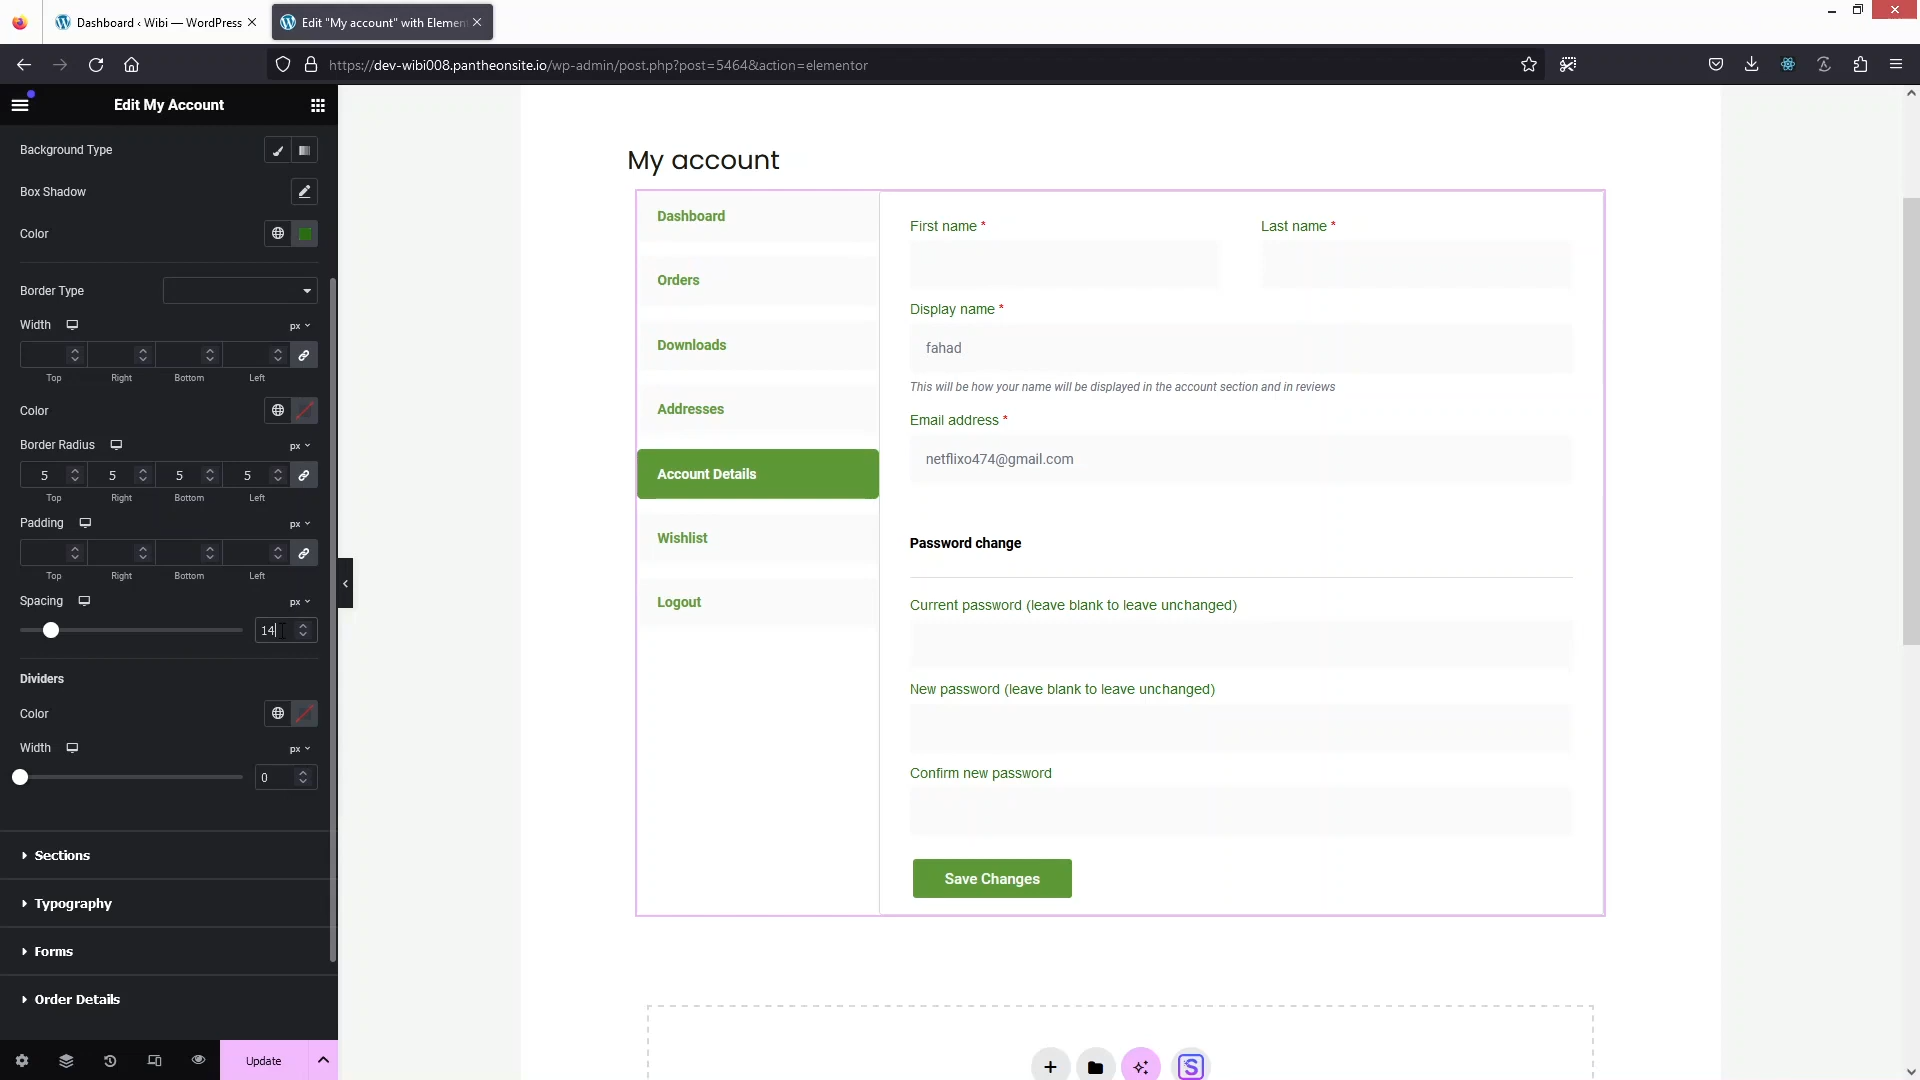 Dashboard ‹ Wibi — WordPress
Edit "My account" with Elemen
https://dev-wibi008.pantheonsite.io/wp-admin/post.php?post=5464&action=elementor
Edit My Account
Background Type
Box Shadow
Color
Border Type
Width
px
Top Right Bottom Left
Color
Border Radius
px
5 5 5 5
Top Right Bottom Left
Padding
px
Top Right Bottom Left
Spacing
px
14
Dividers
Color
Width
px
0
Sections
Typography
Forms
Order Details
Update
My account
Dashboard
Orders
Downloads
Addresses
Account Details
Wishlist
Logout
First name *
Last name *
Display name *
fahad
This will be how your name will be displayed in the account section and in reviews
Email address *
netflixo474@gmail.com
Password change
Current password (leave blank to leave unchanged)
New password (leave blank to leave unchanged)
Confirm new password
Save Changes